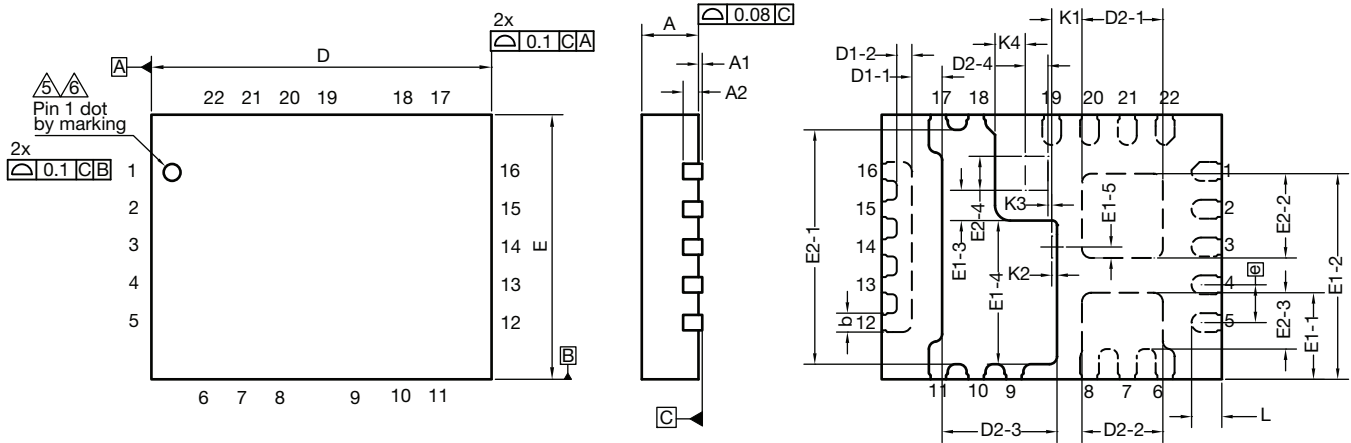 2x
⌓ 0.1 C A
A
D
5 6
Pin 1 dot
by marking
22 21 20 19 18 17
2x
⌓ 0.1 C B
1
2
3
4
5
16
15
14
13
12
E
B
6 7 8 9 10 11
⌓ 0.08 C
A
A1
A2
C
K1 D2-1
K4
D1-2
D2-4
D1-1
17 18 19 20 21 22
16
15
14
13
12
1
2
3
4
5
E2-1
b
E1-3
E2-4
E1-4
K3
K2
E1-5
E2-2
E2-3
E1-1
E1-2
e
11 10 9 8 7 6
L
D2-3
D2-2